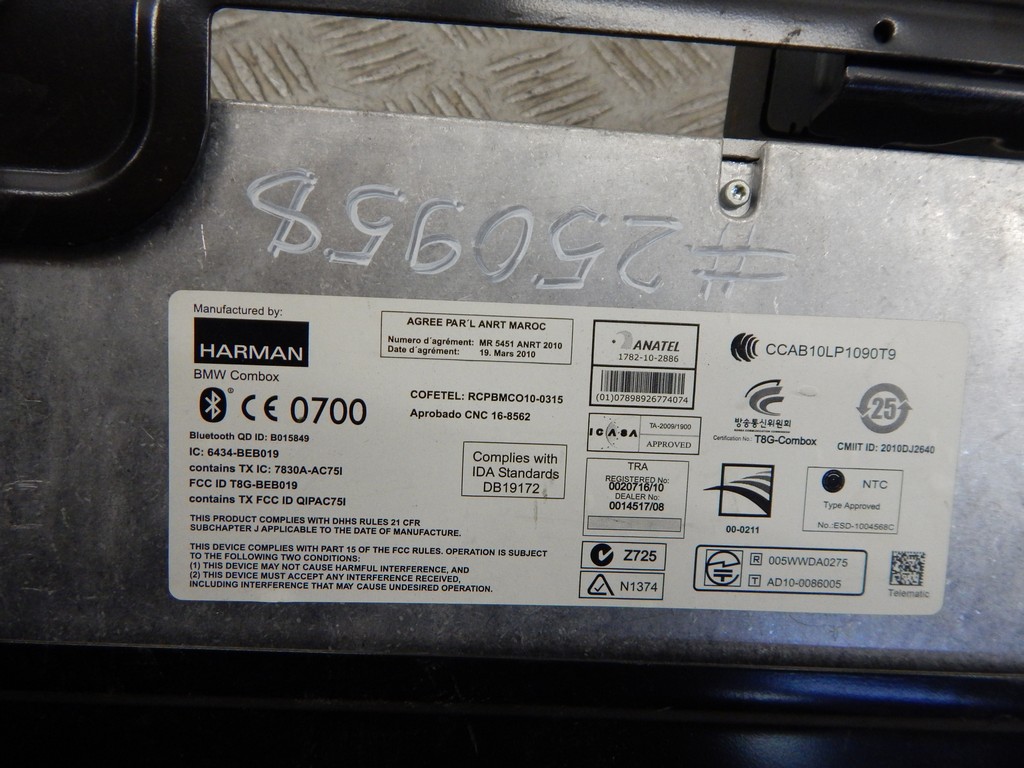 #250958
Manufactured by:
HARMAN
BMW Combox
CE 0700
Bluetooth QD ID: B015849
IC: 6434-BEB019
contains TX IC: 7830A-AC75I
FCC ID T8G-BEB019
contains TX FCC ID QIPAC75I
THIS PRODUCT COMPLIES WITH DHHS RULES 21 CFR
SUBCHAPTER J APPLICABLE TO THE DATE OF MANUFACTURE.
THIS DEVICE COMPLIES WITH PART 15 OF THE FCC RULES. OPERATION IS SUBJECT
TO THE FOLLOWING TWO CONDITIONS:
(1) THIS DEVICE MAY NOT CAUSE HARMFUL INTERFERENCE, AND
(2) THIS DEVICE MUST ACCEPT ANY INTERFERENCE RECEIVED,
INCLUDING INTERFERENCE THAT MAY CAUSE UNDESIRED OPERATION.
AGREE PAR´L ANRT MAROC
Numero d´agrément: MR 5451 ANRT 2010
Date d´agrément: 19. Mars 2010
COFETEL: RCPBMCO10-0315
Aprobado CNC 16-8562
Complies with
IDA Standards
DB19172
ANATEL
1782-10-2886
(01)07898926774074
ICASA
TA-2009/1900
APPROVED
TRA
REGISTERED No:
0020716/10
DEALER No:
0014517/08
Z725
N1374
CCAB10LP1090T9
방송통신위원회
Certification No.: T8G-Combox
25
CMIIT ID: 2010DJ2640
00-0211
NTC
Type Approved
No.:ESD-1004568C
R 005WWDA0275
T AD10-0086005
Telematic